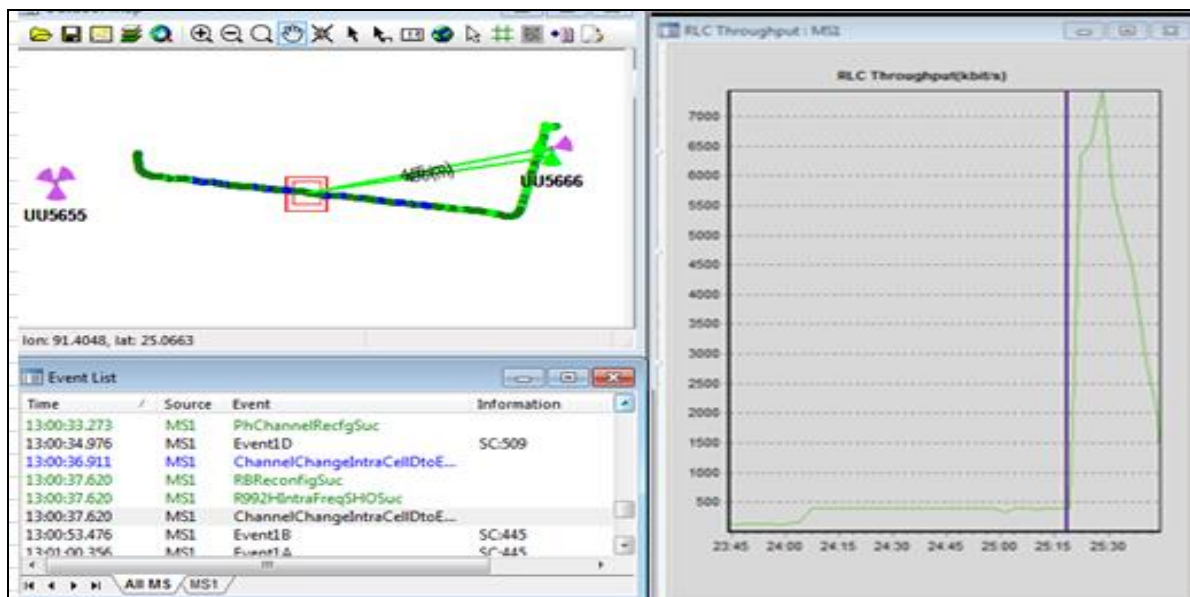 RLC Throughput : MS1
RLC Throughput(kbit/s)
UU5655
UU5666
lon: 91.4048, lat: 25.0663
7000
6500
6000
5500
5000
4500
4000
3500
3000
2500
2000
1500
1000
500
23:45 24:00 24:15 24:30 24:45 25:00 25:15 25:30
Event List
Time / Source Event Information
13:00:33.273 MS1 PhChannelRecfgSuc
13:00:34.976 MS1 Event1D SC:509
13:00:36.911 MS1 ChannelChangeIntraCellDtoE...
13:00:37.620 MS1 RBReconfigSuc
13:00:37.620 MS1 R992HIntraFreqSHOSuc
13:00:37.620 MS1 ChannelChangeIntraCellDtoE...
13:00:53.476 MS1 Event1B SC:445
13:01:00.356 MS1 Event1A SC:445
All MS MS1